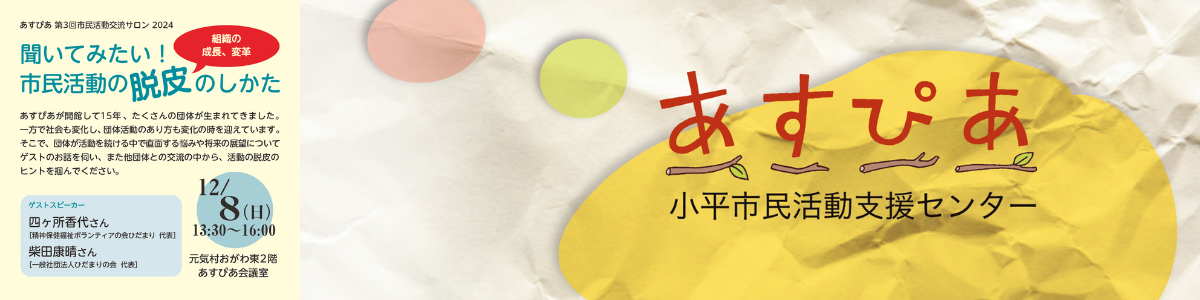 あすぴあ 第3回市民活動交流サロン 2024
組織の
成長、変革
聞いてみたい！
市民活動の脱皮のしかた
あすぴあが開館して15年、たくさんの団体が生まれてきました。
一方で社会も変化し、団体活動のあり方も変化の時を迎えています。
そこで、団体が活動を続ける中で直面する悩みや将来の展望について
ゲストのお話を伺い、また他団体との交流の中から、活動の脱皮の
ヒントを掴んでください。
ゲストスピーカー
四ヶ所香代さん
［精神保健福祉ボランティアの会ひだまり 代表］
柴田康晴さん
［一般社団法人ひだまりの会 代表］
12/
8（日）
13:30〜16:00
元気村おがわ東2階
あすぴあ会議室
あすぴあ
小平市民活動支援センター